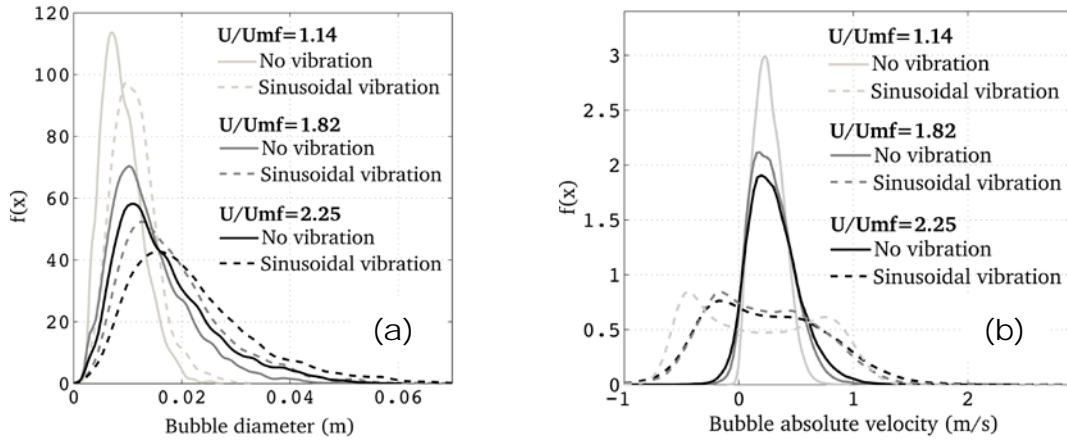 120
100
80
60
40
20
0
f(x)
U/Umf=1.14
No vibration
Sinusoidal vibration
U/Umf=1.82
No vibration
Sinusoidal vibration
U/Umf=2.25
No vibration
Sinusoidal vibration
(a)
0 0.02 0.04 0.06
Bubble diameter (m)
3
2.5
2
1.5
1
0.5
0
f(x)
U/Umf=1.14
No vibration
Sinusoidal vibration
U/Umf=1.82
No vibration
Sinusoidal vibration
U/Umf=2.25
No vibration
Sinusoidal vibration
(b)
-1 0 1 2
Bubble absolute velocity (m/s)